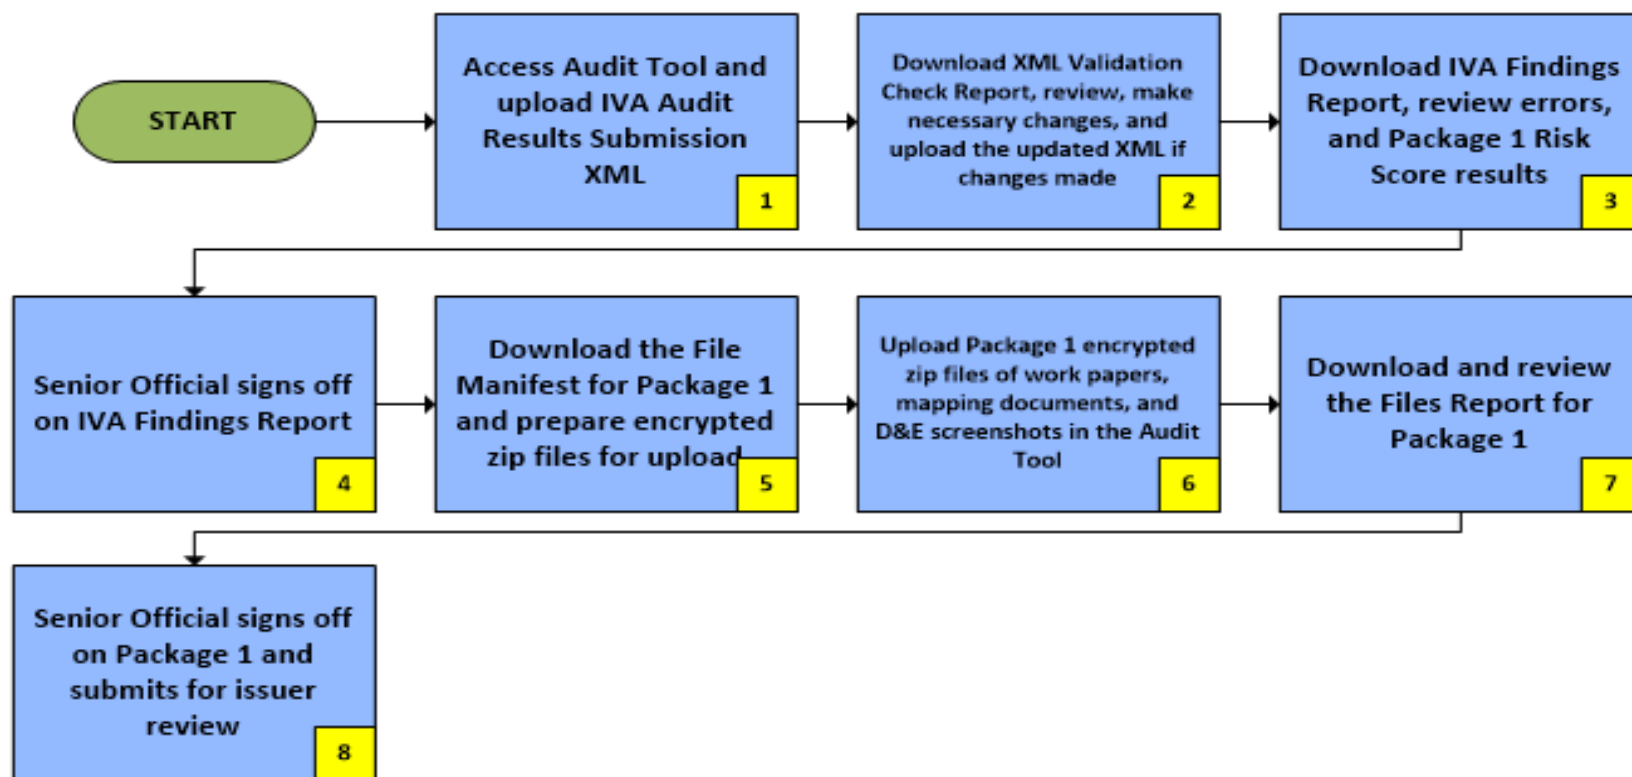 START
Access Audit Tool and
upload IVA Audit
Results Submission
XML
1
Download XML Validation
Check Report, review, make
necessary changes, and
upload the updated XML if
changes made
2
Download IVA Findings
Report, review errors,
and Package 1 Risk
Score results
3
Senior Official signs off
on IVA Findings Report
4
Download the File
Manifest for Package 1
and prepare encrypted
zip files for upload
5
Upload Package 1 encrypted
zip files of work papers,
mapping documents, and
D&E screenshots in the Audit
Tool
6
Download and review
the Files Report for
Package 1
7
Senior Official signs off
on Package 1 and
submits for issuer
review
8